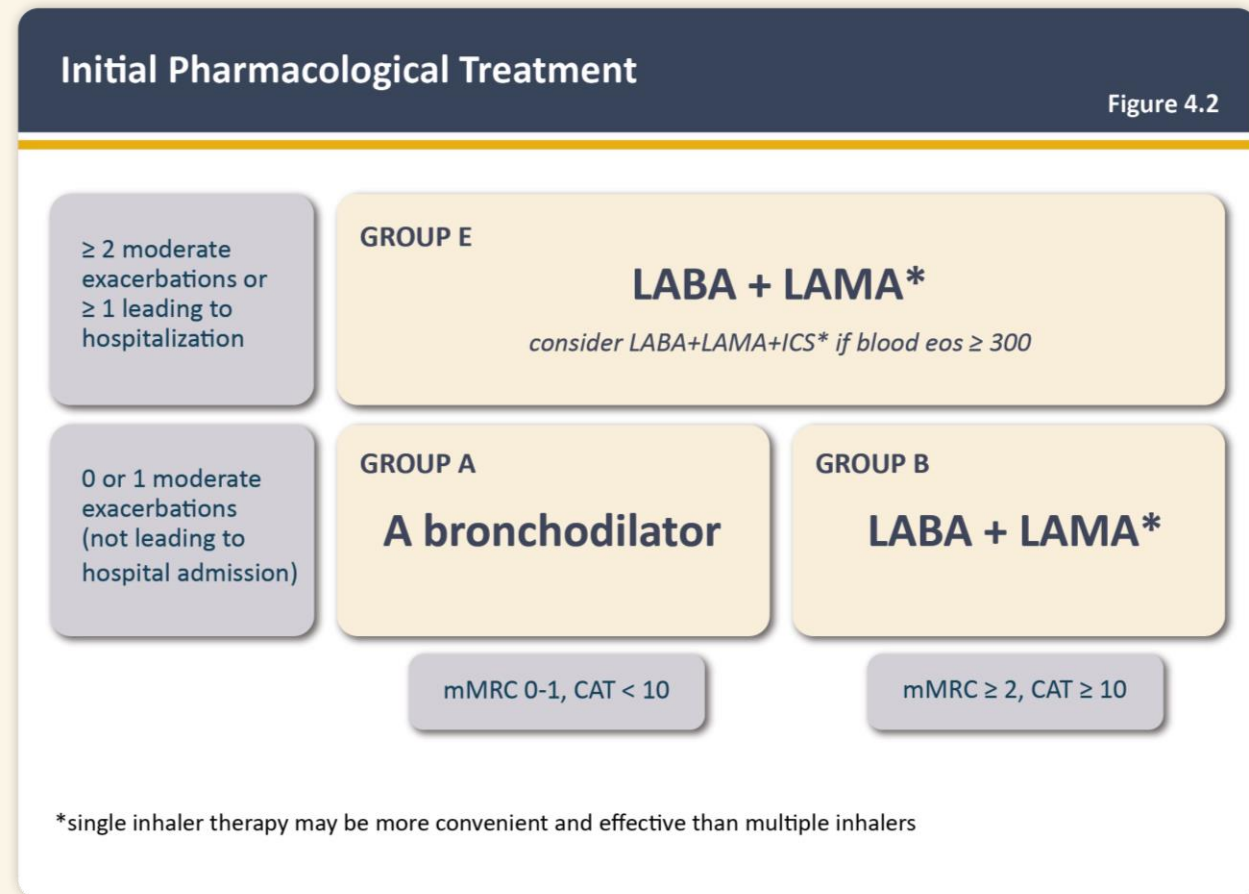 Initial Pharmacological Treatment
Figure 4.2
≥ 2 moderate
exacerbations or
≥ 1 leading to
hospitalization
GROUP E
LABA + LAMA*
consider LABA+LAMA+ICS* if blood eos ≥ 300
0 or 1 moderate
exacerbations
(not leading to
hospital admission)
GROUP A
A bronchodilator
GROUP B
LABA + LAMA*
mMRC 0-1, CAT < 10
mMRC ≥ 2, CAT ≥ 10
*single inhaler therapy may be more convenient and effective than multiple inhalers